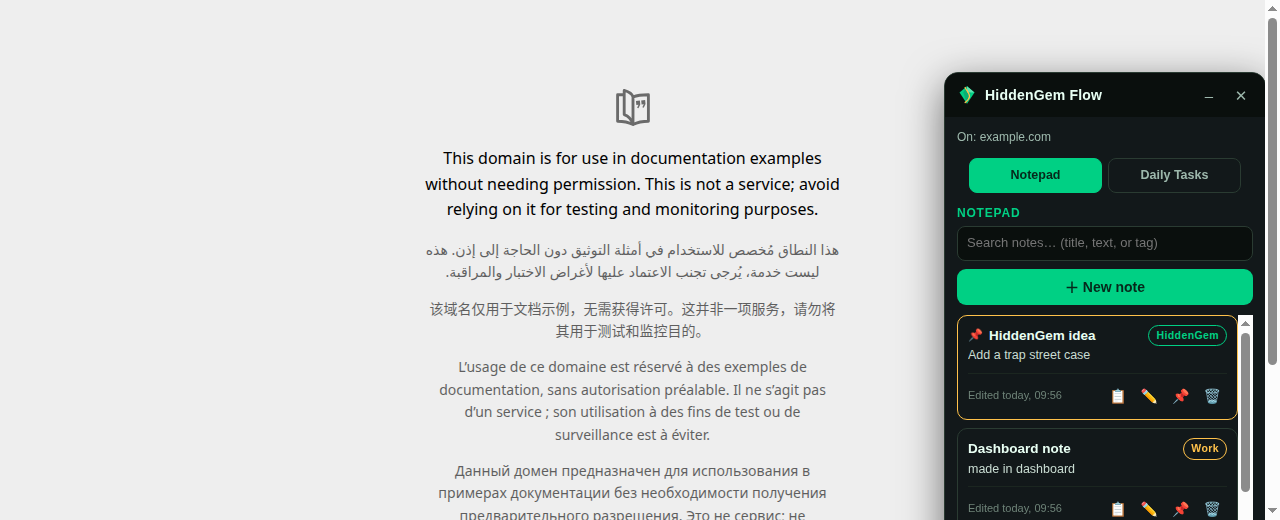 This domain is for use in documentation examples
without needing permission. This is not a service; avoid
relying on it for testing and monitoring purposes.
هذا النطاق مُخصص للاستخدام في أمثلة التوثيق دون الحاجة إلى إذن. هذه
ليست خدمة، يُرجى تجنب الاعتماد عليها لأغراض الاختبار والمراقبة.
该域名仅用于文档示例，无需获得许可。这并非一项服务，请勿将
其用于测试和监控目的。
L’usage de ce domaine est réservé à des exemples de
documentation, sans autorisation préalable. Il ne s’agit pas
d’un service ; son utilisation à des fins de test ou de
surveillance est à éviter.
Данный домен предназначен для использования в
примерах документации без необходимости получения
предварительного разрешения. Это не сервис; не
HiddenGem Flow
On: example.com
Notepad
Daily Tasks
NOTEPAD
Search notes… (title, text, or tag)
+ New note
HiddenGem idea
HiddenGem
Add a trap street case
Edited today, 09:56
Dashboard note
Work
made in dashboard
Edited today, 09:56